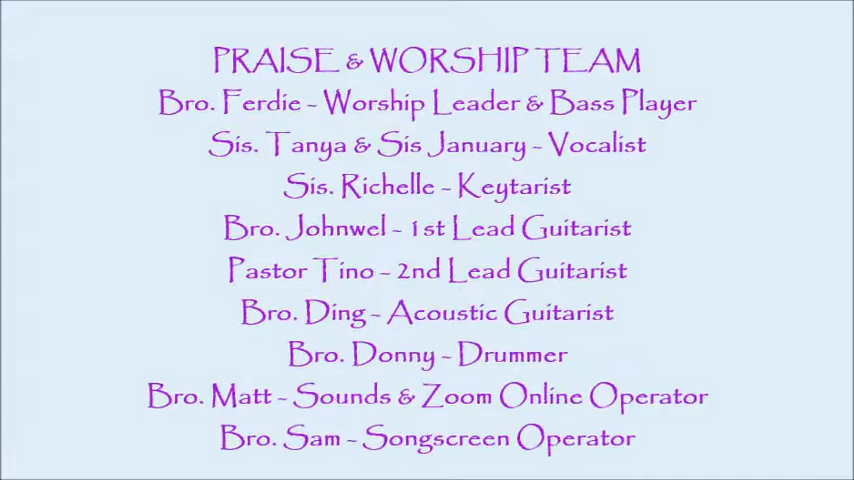 PRAISE & WORSHIP TEAM
Bro. Ferdie - Worship Leader & Bass Player
Sis. Tanya & Sis January - Vocalist
Sis. Richelle - Keytarist
Bro. Johnwel - 1st Lead Guitarist
Pastor Tino - 2nd Lead Guitarist
Bro. Ding - Acoustic Guitarist
Bro. Donny - Drummer
Bro. Matt - Sounds & Zoom Online Operator
Bro. Sam - Songscreen Operator